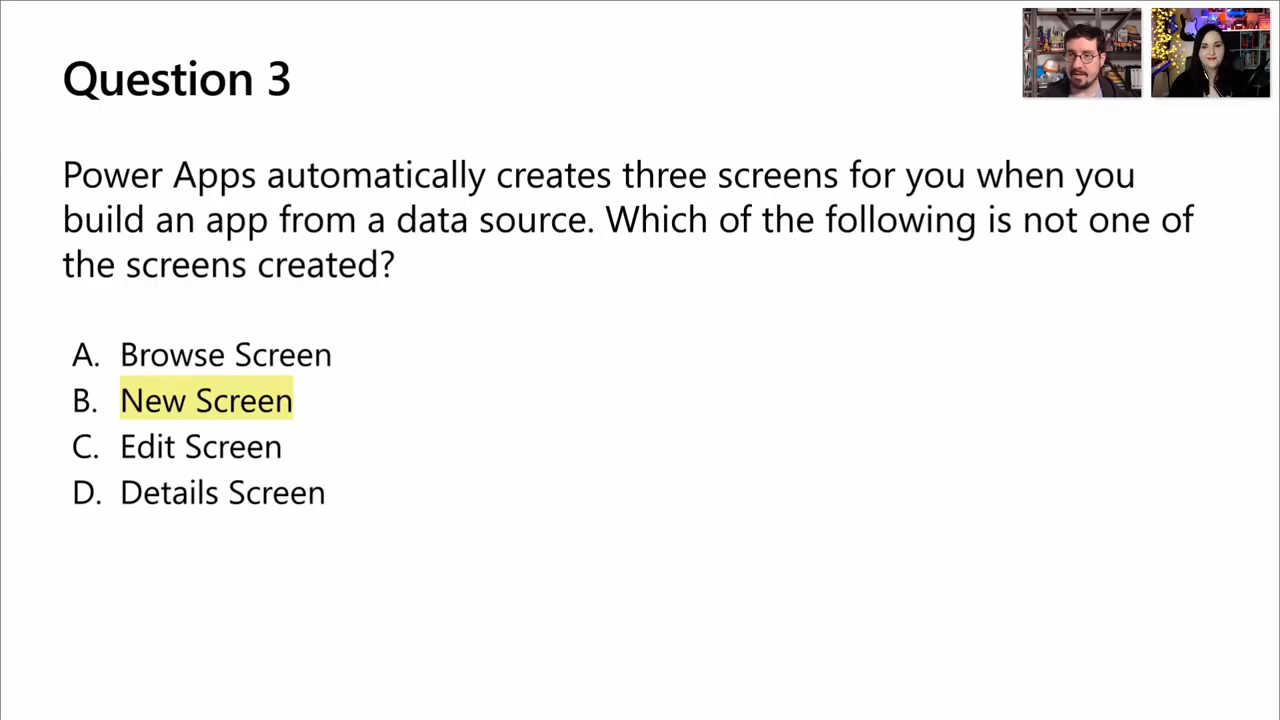 Question 3
Power Apps automatically creates three screens for you when you
build an app from a data source. Which of the following is not one of
the screens created?
A. Browse Screen
B. New Screen
C. Edit Screen
D. Details Screen